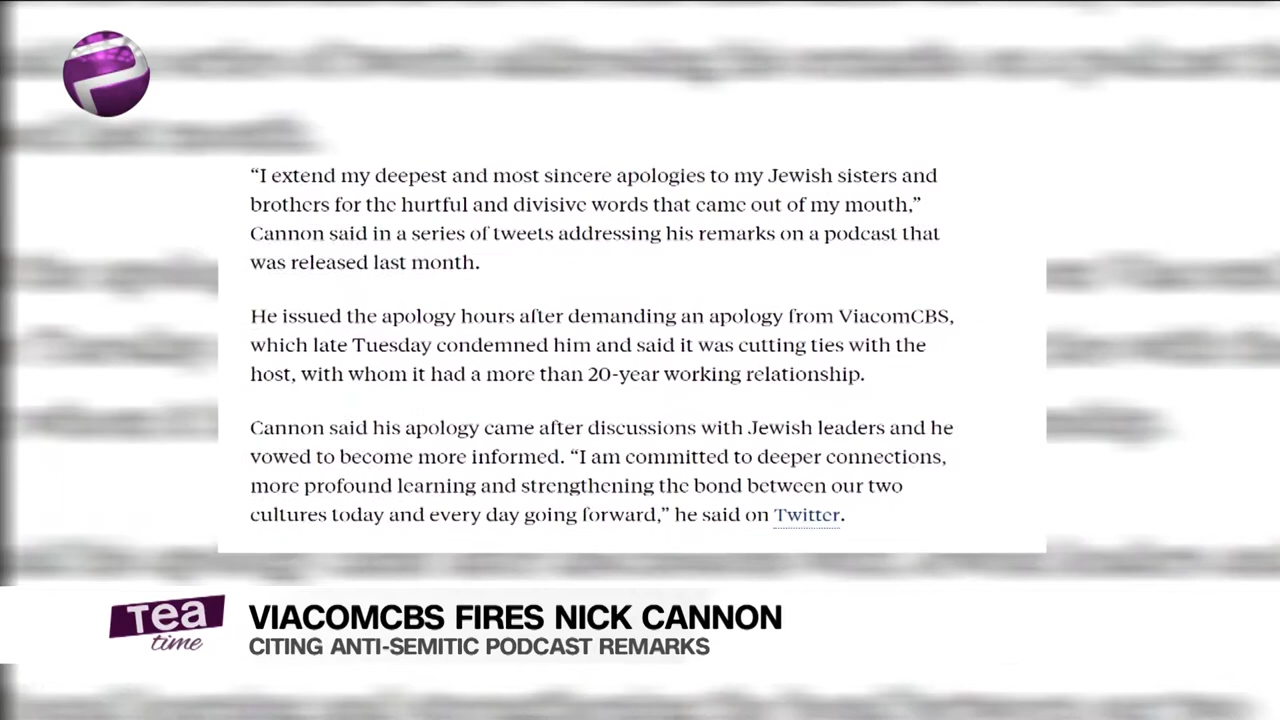 “I extend my deepest and most sincere apologies to my Jewish sisters and
brothers for the hurtful and divisive words that came out of my mouth,”
Cannon said in a series of tweets addressing his remarks on a podcast that
was released last month.
He issued the apology hours after demanding an apology from ViacomCBS,
which late Tuesday condemned him and said it was cutting ties with the
host, with whom it had a more than 20-year working relationship.
Cannon said his apology came after discussions with Jewish leaders and he
vowed to become more informed. “I am committed to deeper connections,
more profound learning and strengthening the bond between our two
cultures today and every day going forward,” he said on Twitter.
Tea
time
VIACOMCBS FIRES NICK CANNON
CITING ANTI-SEMITIC PODCAST REMARKS